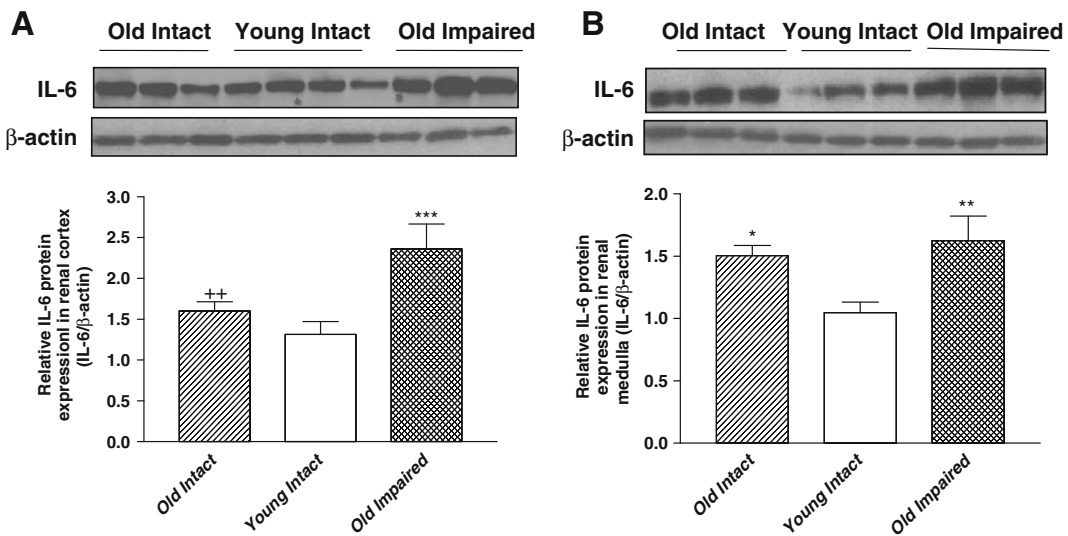 A
Old Intact Young Intact Old Impaired
IL-6
β-actin
Relative IL-6 protein
expressionl in renal cortex
(IL-6/β-actin)
3.0
2.5
2.0
1.5
1.0
0.5
0.0
++
***
Old Intact
Young Intact
Old Impaired
B
Old Intact Young Intact Old Impaired
IL-6
β-actin
Relative IL-6 protein
expression in renal
medulla (IL-6/β-actin)
2.0
1.5
1.0
0.5
0.0
*
**
Old Intact
Young Intact
Old Impaired